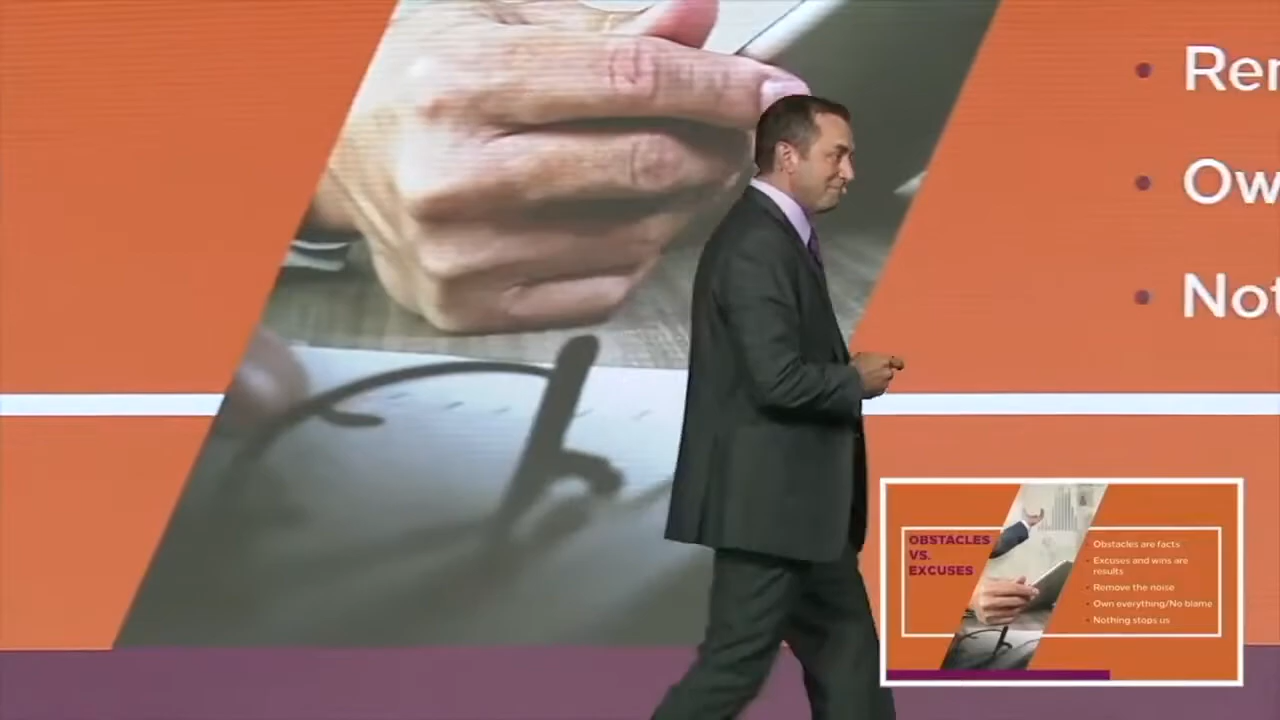 Rer
Ow
Not
OBSTACLES
VS.
EXCUSES
Obstacles are facts
Excuses and wins are
results
Remove the noise
Own everything/No blame
Nothing stops us